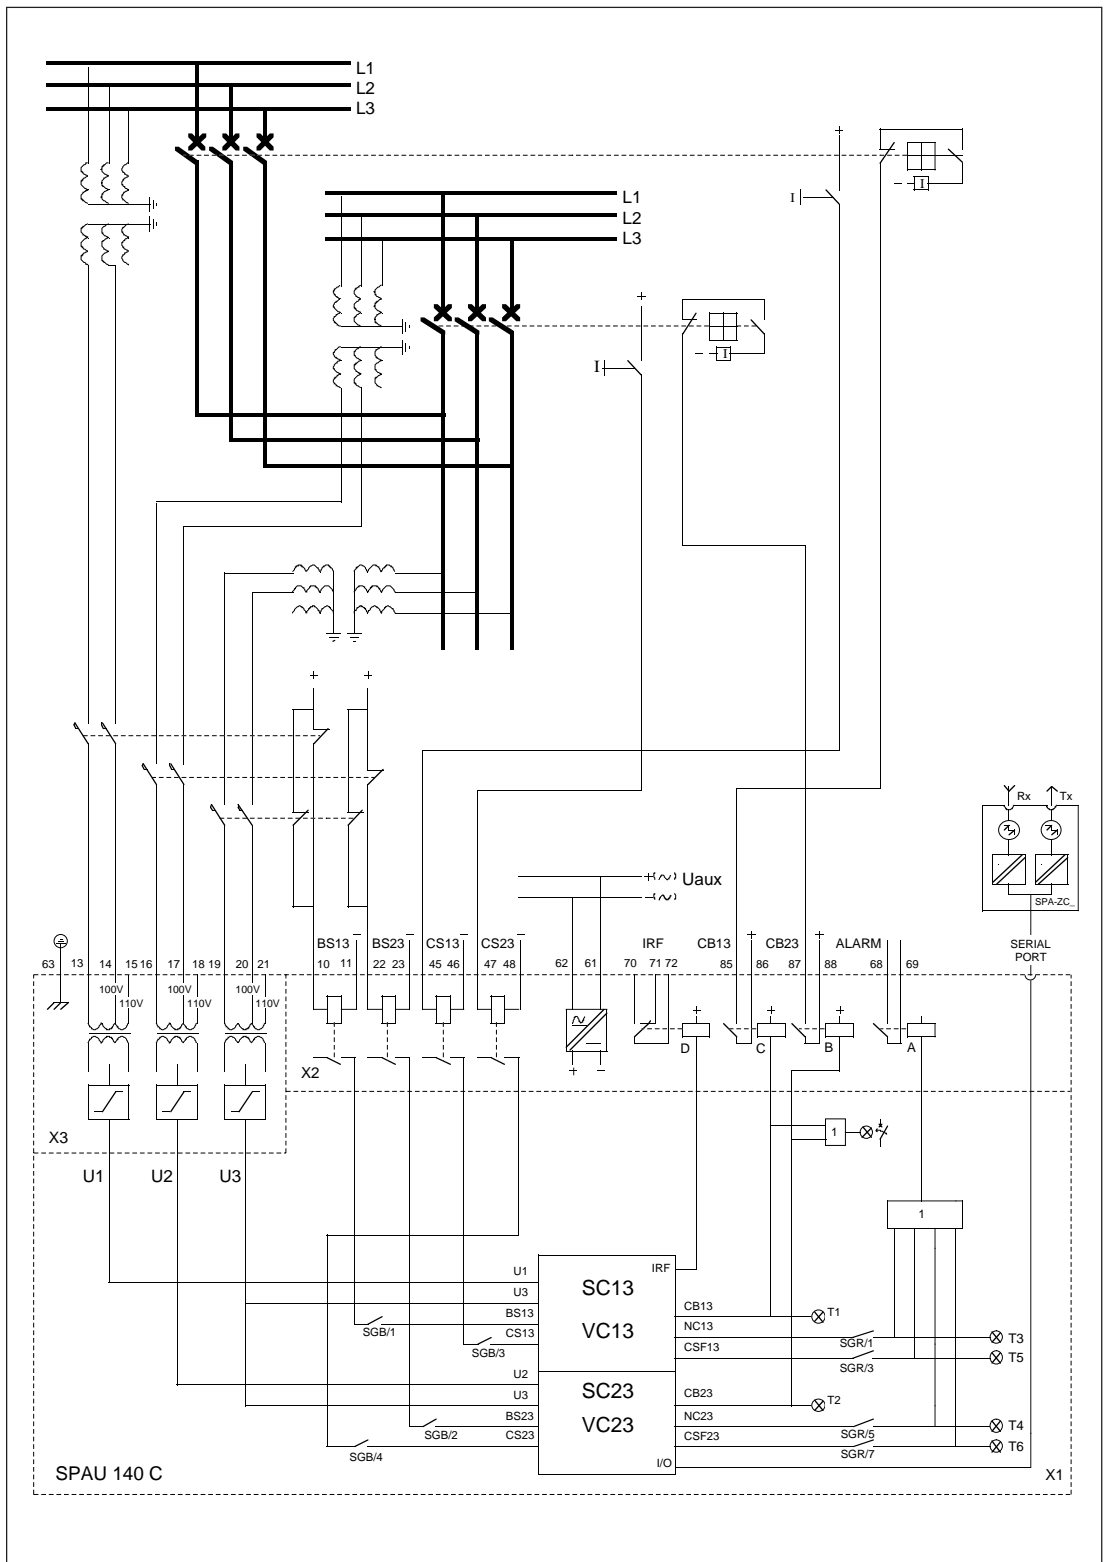 L1
L2
L3
+
I
I
L1
L2
L3
+
I
I
+ +
Rx Tx
SPA-ZC_
+(~) Uaux
–(~)
BS13 – BS23 – CS13 – CS23 –
IRF CB13 + CB23 + ALARM
SERIAL
PORT
63 13 14 15 16 17 18 19 20 21 10 11 22 23 45 46 47 48 62 61 70 71 72 85 86 87 88 68 69
100V 100V 100V
110V 110V 110V
+ + +
D C B A
+ –
X2
X3
1
U1 U2 U3
1
U1
IRF
SC13
U3
CB13
T1
BS13
VC13
NC13
SGB/1
SGR/1
T3
CS13
CSF13
SGB/3
SGR/3
T5
U2
SC23
U3
CB23
T2
BS23
VC23
NC23
SGB/2
SGR/5
T4
CS23
CSF23
SGB/4
SGR/7
T6
I/O
SPAU 140 C
X1